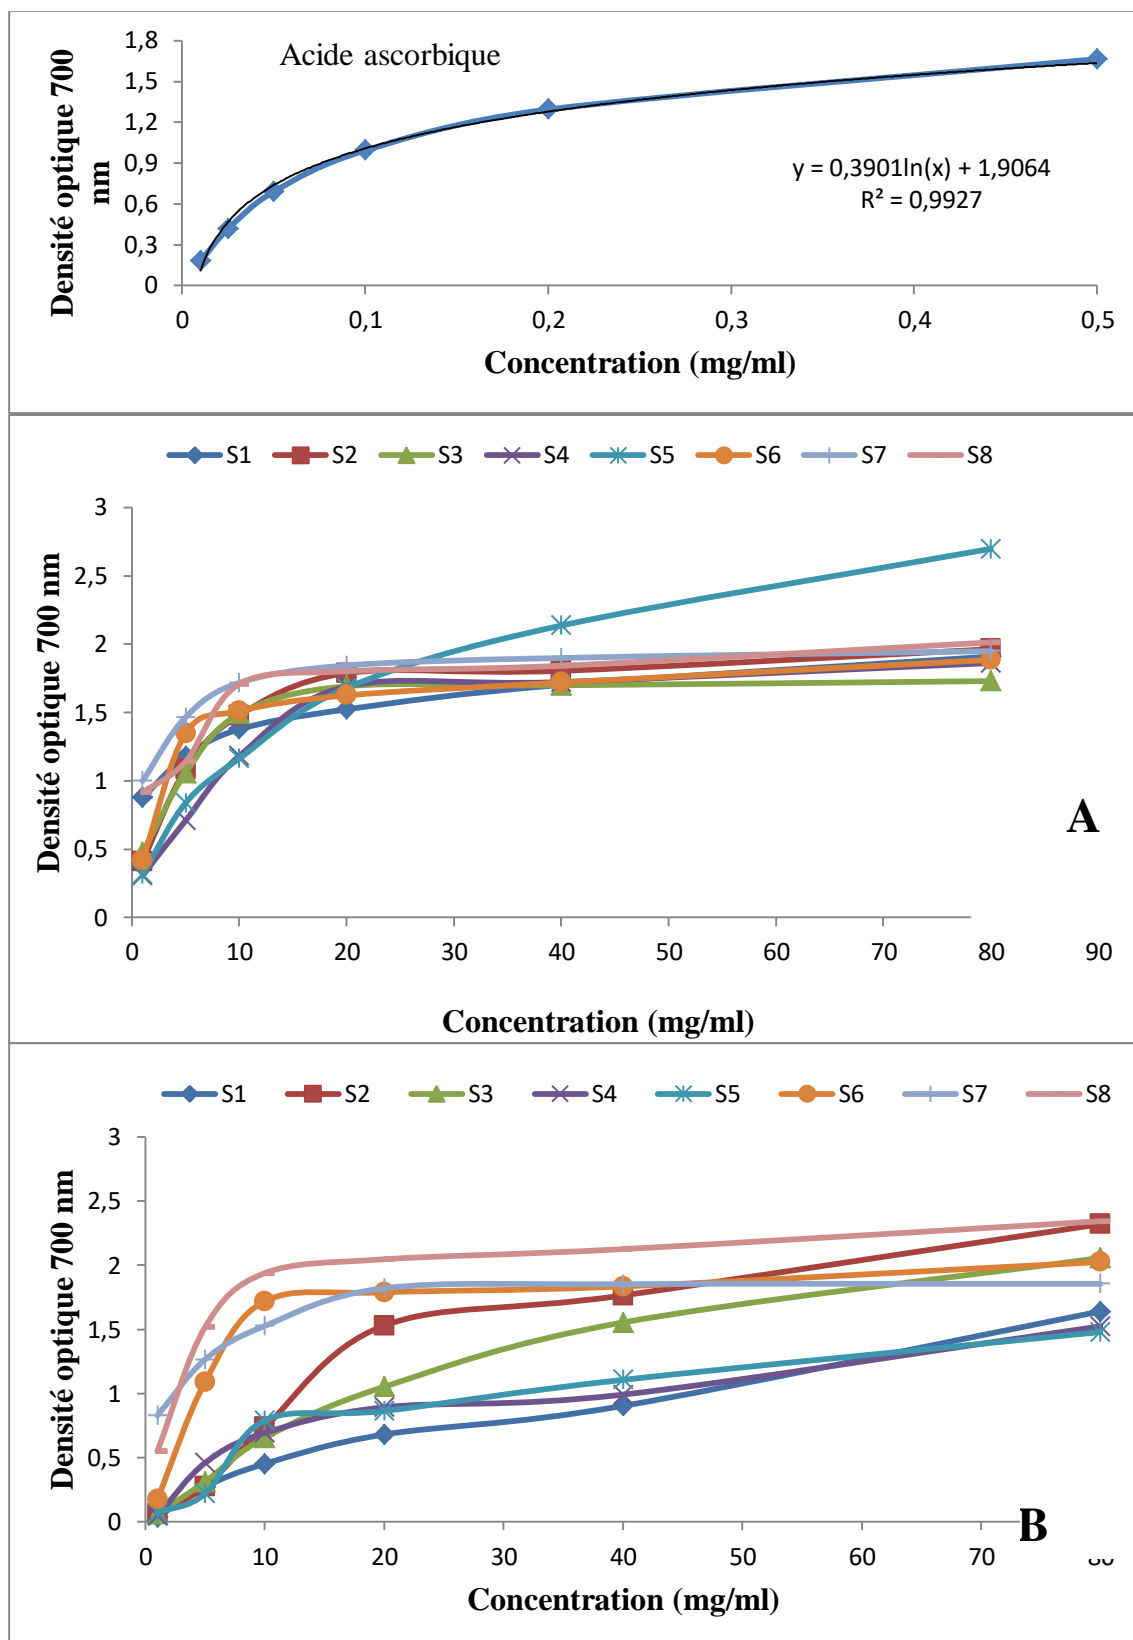 Acide ascorbique
Densité optique 700
nm
1,8
1,5
1,2
0,9
0,6
0,3
0
y = 0,3901ln(x) + 1,9064
R² = 0,9927
0 0,1 0,2 0,3 0,4 0,5
Concentration (mg/ml)
S1 S2 S3 S4 S5 S6 S7 S8
Densité optique 700 nm
3
2,5
2
1,5
1
0,5
0
A
0 10 20 30 40 50 60 70 80 90
Concentration (mg/ml)
S1 S2 S3 S4 S5 S6 S7 S8
Densité optique 700 nm
3
2,5
2
1,5
1
0,5
0
B
0 10 20 30 40 50 60 70 80
Concentration (mg/ml)